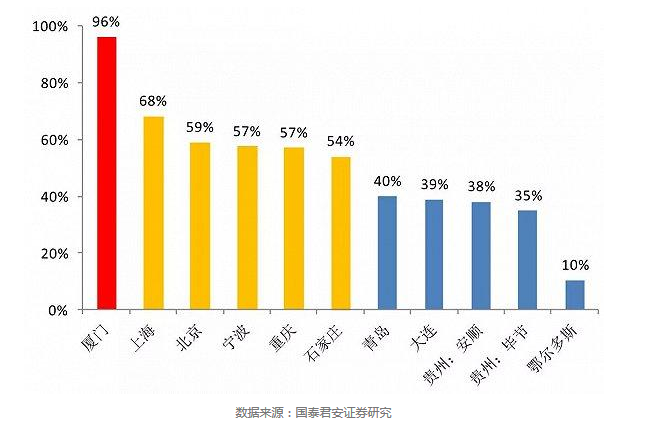 100%
80%
60%
40%
20%
0%
96%
68%
59%
57%
57%
54%
40%
39%
38%
35%
10%
厦门
上海
北京
宁波
重庆
石家庄
青岛
大连
贵州：安顺
贵州：毕节
鄂尔多斯
数据来源：国泰君安证券研究